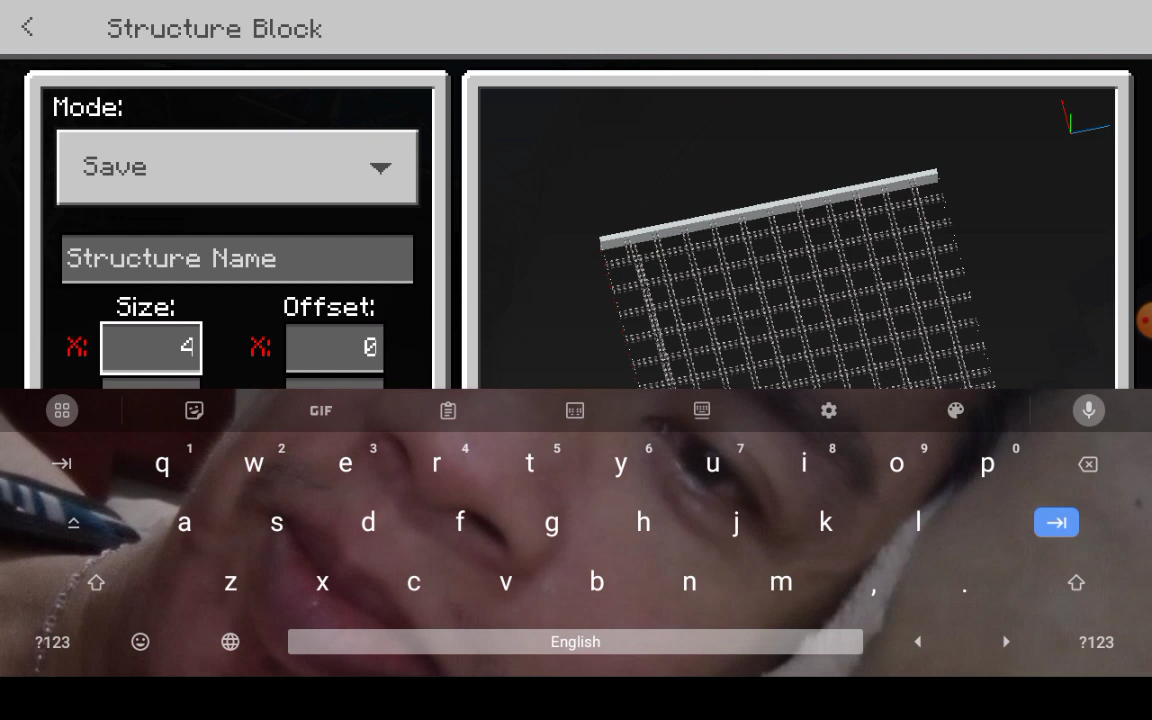 Structure Block
Mode:
Save
Structure Name
Size: Offset:
X: 4 X: 0
GIF
q 1 w 2 e 3 r 4 t 5 y 6 u 7 i 8 o 9 p 0
a s d f g h j k l
z x c v b n m , .
?123 English ?123